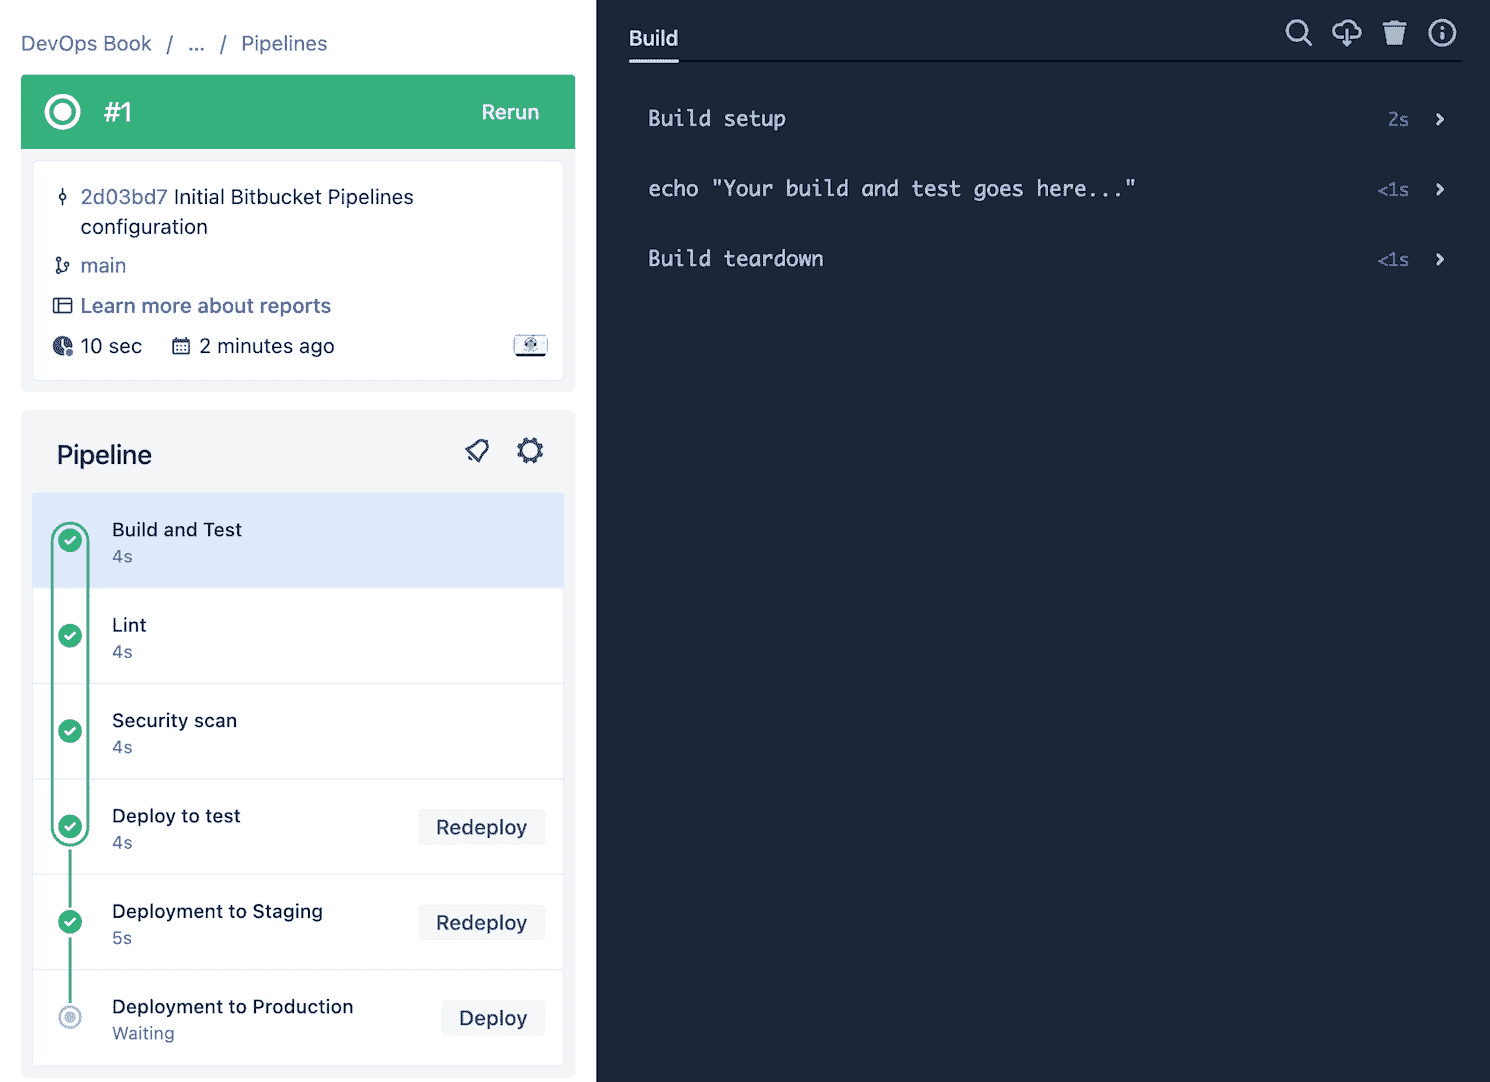 DevOps Book / ... / Pipelines
#1 Rerun
2d03bd7 Initial Bitbucket Pipelines
configuration
main
Learn more about reports
10 sec 2 minutes ago
Pipeline
Build and Test
4s
Lint
4s
Security scan
4s
Deploy to test
4s
Redeploy
Deployment to Staging
5s
Redeploy
Deployment to Production
Waiting
Deploy
Build
Build setup 2s
echo "Your build and test goes here..." <1s
Build teardown <1s